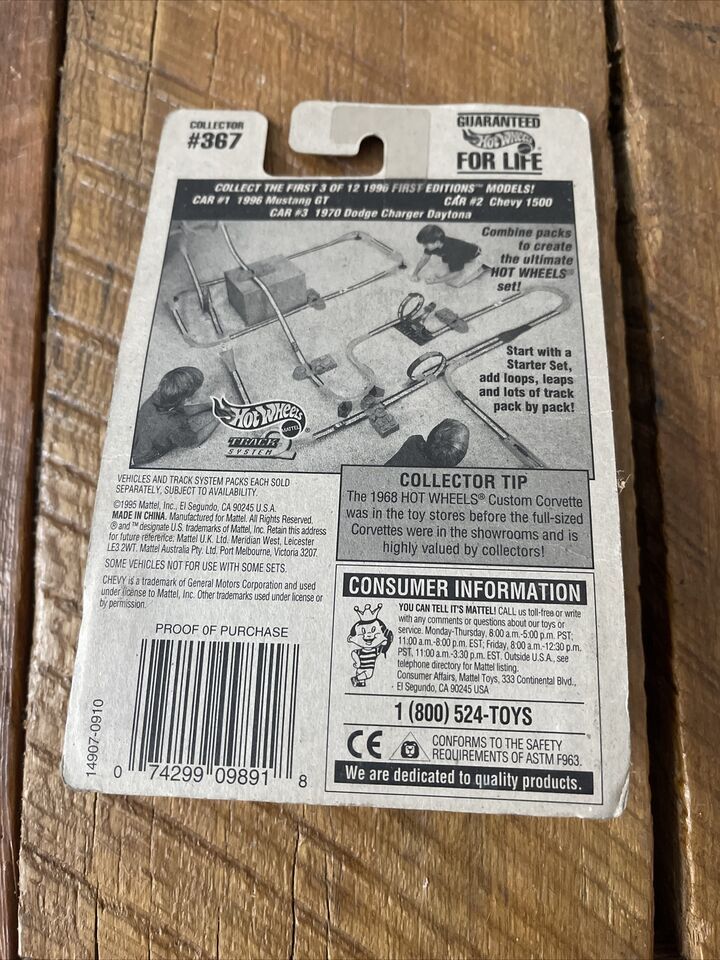 COLLECTOR
#367
GUARANTEED
HOT WHEELS
FOR LIFE
COLLECT THE FIRST 3 OF 12 1996 FIRST EDITIONS™ MODELS!
CAR #1 1996 Mustang GT CAR #2 Chevy 1500
CAR #3 1970 Dodge Charger Daytona
Combine packs
to create
the ultimate
HOT WHEELS®
set!
Start with a
Starter Set,
add loops, leaps
and lots of track
pack by pack!
HOT WHEELS®
MATTEL
TRACK
SYSTEM
2
VEHICLES AND TRACK SYSTEM PACKS EACH SOLD
SEPARATELY, SUBJECT TO AVAILABILITY.
©1995 Mattel, Inc., El Segundo, CA 90245 U.S.A.
MADE IN CHINA. Manufactured for Mattel. All Rights Reserved.
® and ™ designate U.S. trademarks of Mattel, Inc. Retain this address
for future reference: Mattel U.K. Ltd. Meridian West, Leicester
LE3 2WT. Mattel Australia Pty. Ltd. Port Melbourne, Victoria 3207.
SOME VEHICLES NOT FOR USE WITH SOME SETS.
CHEVY is a trademark of General Motors Corporation and used
under license to Mattel, Inc. Other trademarks used under license or
by permission.
PROOF OF PURCHASE
14907-0910
0 74299 09891 8
COLLECTOR TIP
The 1968 HOT WHEELS® Custom Corvette
was in the toy stores before the full-sized
Corvettes were in the showrooms and is
highly valued by collectors!
CONSUMER INFORMATION
YOU CAN TELL IT'S MATTEL! CALL us toll-free or write
with any comments or questions about our toys or
service. Monday-Thursday, 8:00 a.m.-5:00 p.m. PST;
11:00 a.m.-8:00 p.m. EST; Friday, 8:00 a.m.-12:30 p.m.
PST, 11:00 a.m.-3:30 p.m. EST. Outside U.S.A., see
telephone directory for Mattel listing.
Consumer Affairs, Mattel Toys, 333 Continental Blvd.,
El Segundo, CA 90245 USA
1 (800) 524-TOYS
CE
CONFORMS TO THE SAFETY
REQUIREMENTS OF ASTM F963.
We are dedicated to quality products.